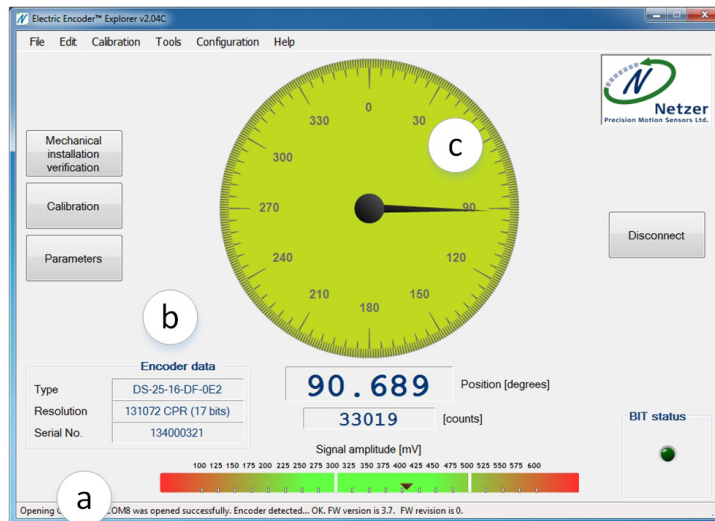 Electric Encoder™ Explorer v2.04C
File Edit Calibration Tools Configuration Help
Netzer
Precision Motion Sensors Ltd.
Mechanical
installation
verification
Calibration
Parameters
0
30
90
120
150
180
210
240
270
300
330
c
Disconnect
b
Encoder data
Type DS-25-16-DF-0E2
Resolution 131072 CPR (17 bits)
Serial No. 134000321
90.689 Position [degrees]
33019 [counts]
BIT status
Signal amplitude [mV]
100 125 150 175 200 225 250 275 300 325 350 375 400 425 450 475 500 525 550 575 600
a
Opening COM8 was opened successfully. Encoder detected... OK. FW version is 3.7. FW revision is 0.